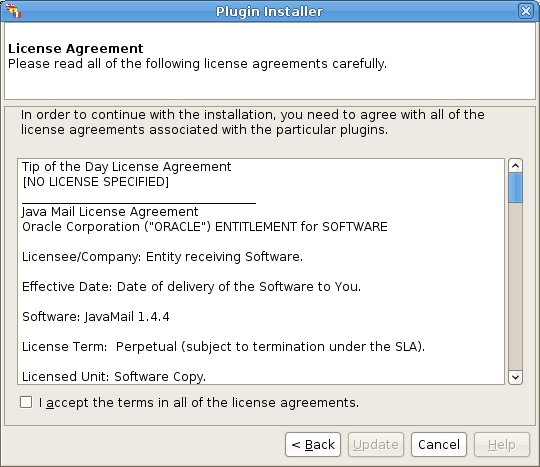 Plugin Installer
License Agreement
Please read all of the following license agreements carefully.
In order to continue with the installation, you need to agree with all of the
license agreements associated with the particular plugins.
Tip of the Day License Agreement
[NO LICENSE SPECIFIED]
____________________________________
Java Mail License Agreement
Oracle Corporation ("ORACLE") ENTITLEMENT for SOFTWARE
Licensee/Company: Entity receiving Software.
Effective Date: Date of delivery of the Software to You.
Software: JavaMail 1.4.4
License Term:  Perpetual (subject to termination under the SLA).
Licensed Unit: Software Copy.
I accept the terms in all of the license agreements.
< Back Update Cancel Help